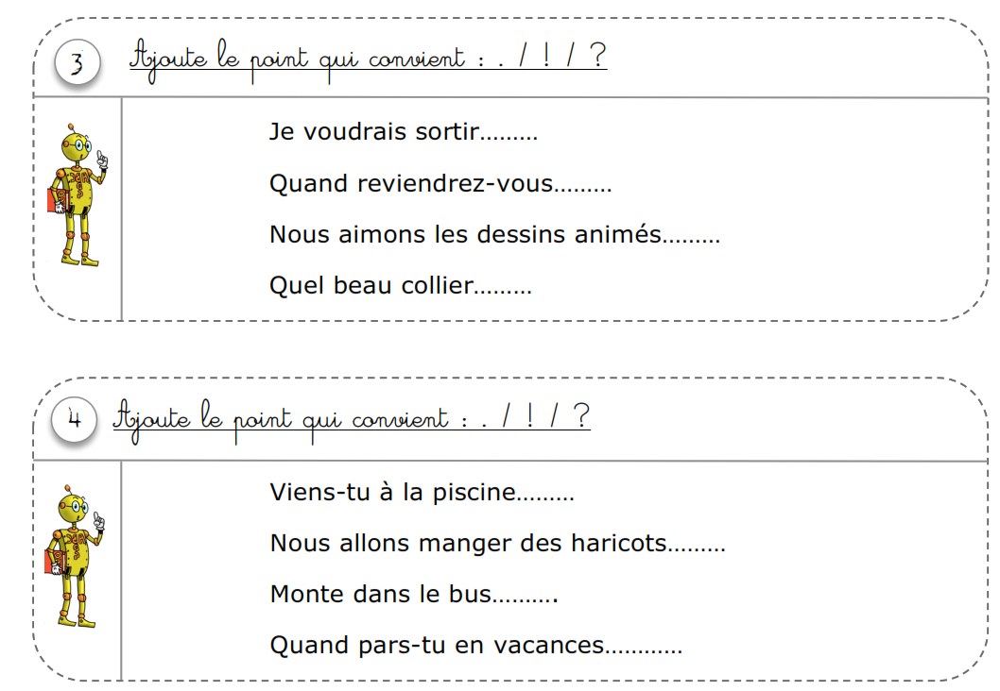 3
Ajoute le point qui convient : . / ! / ?
Je voudrais sortir.........
Quand reviendrez-vous.........
Nous aimons les dessins animés.........
Quel beau collier.........
4
Ajoute le point qui convient : . / ! / ?
Viens-tu à la piscine.........
Nous allons manger des haricots.........
Monte dans le bus..........
Quand pars-tu en vacances............